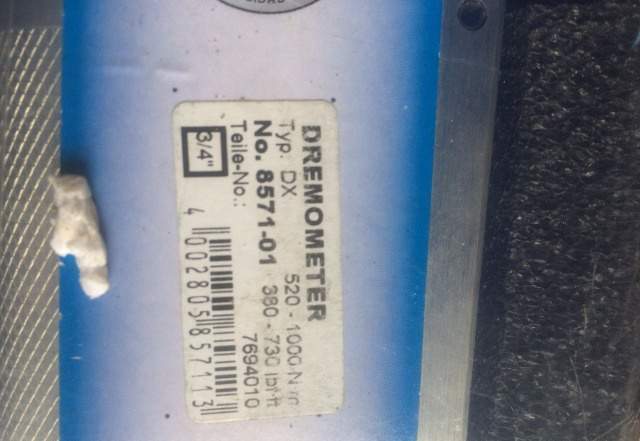 DREMOMETER
Typ: DX 520 - 1000 N·m
No. 8571-01 380 - 730 lbf·ft
Teile-No.: 7694010
3/4"
4 002805 857113